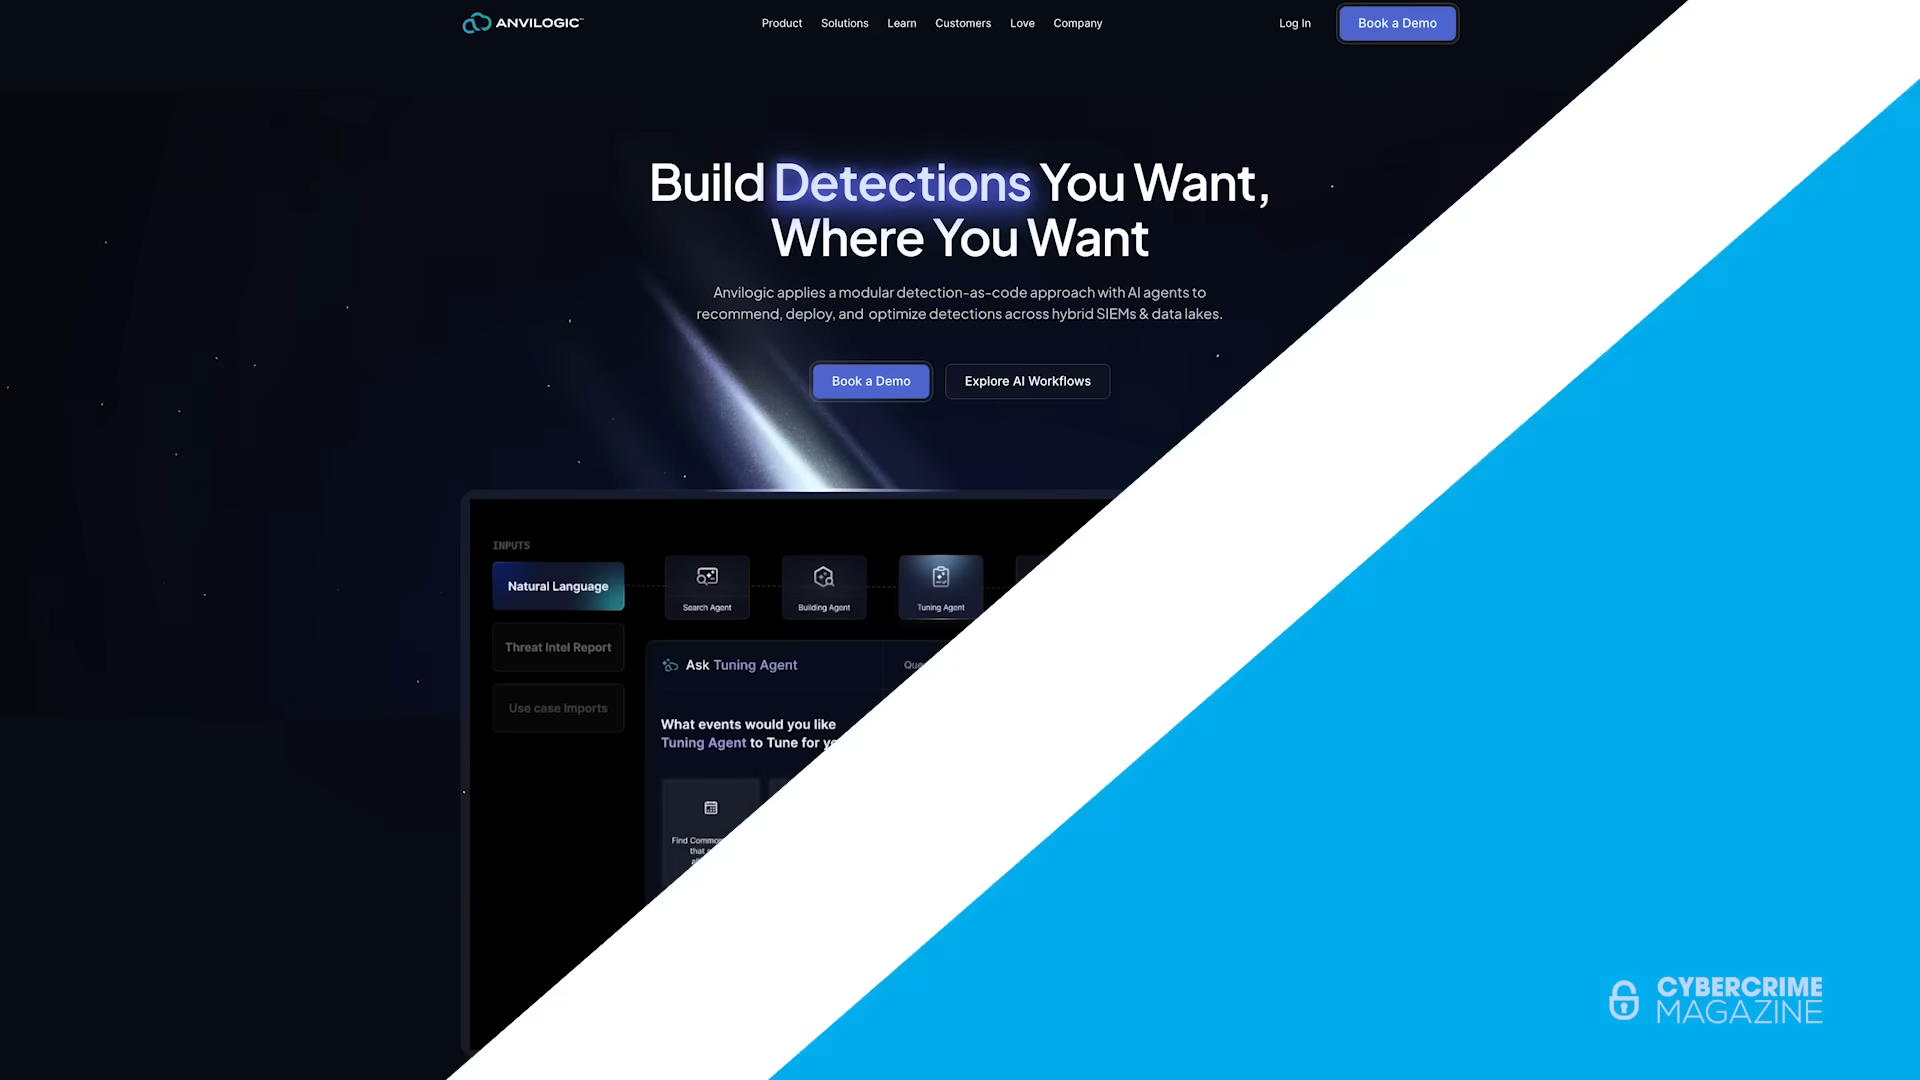 ANVILOGIC
Product
Solutions
Learn
Customers
Love
Company
Log In
Book a Demo
Build Detections You Want,
Where You Want
Anvilogic applies a modular detection-as-code approach with AI agents to
recommend, deploy, and optimize detections across hybrid SIEMs & data lakes.
Book a Demo
Explore AI Workflows
INPUTS
Natural Language
Threat Intel Report
Use case Imports
Search Agent
Building Agent
Tuning Agent
Ask Tuning Agent
What events would you like
Tuning Agent to Tune for
Find
that
CYBERCRIME
MAGAZINE